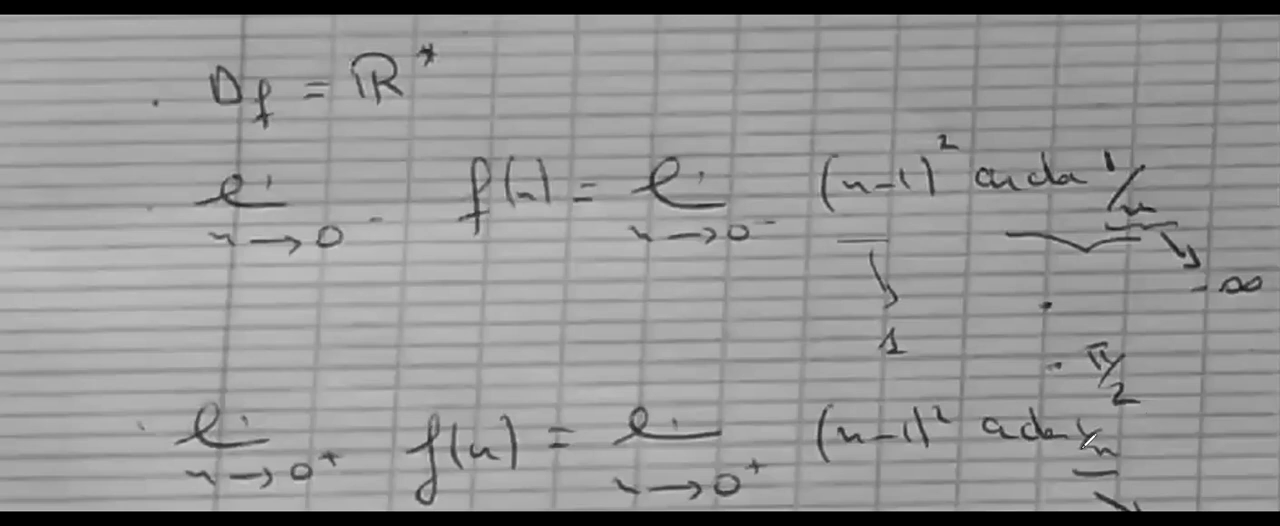 . Df = ℝ*
lim x→0⁻ f(x) = lim x→0⁻ (x-1)² arctan 1/x
1
-∞
-π/2
lim x→0⁺ f(x) = lim x→0⁺ (x-1)² arctan 1/x